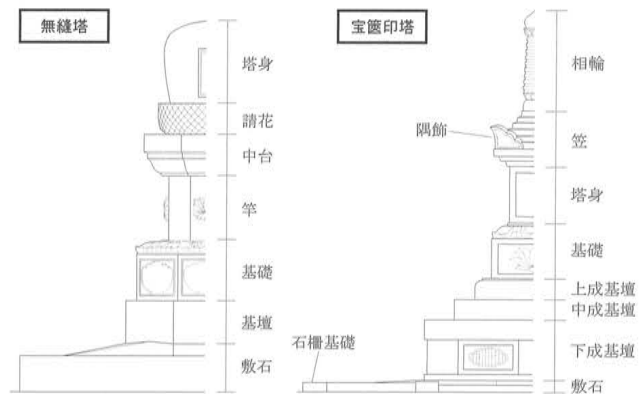 無縫塔
塔身
請花
中台
竿
基礎
基壇
敷石
宝篋印塔
相輪
隅飾
笠
塔身
基礎
上成基壇
中成基壇
下成基壇
石柵基礎
敷石